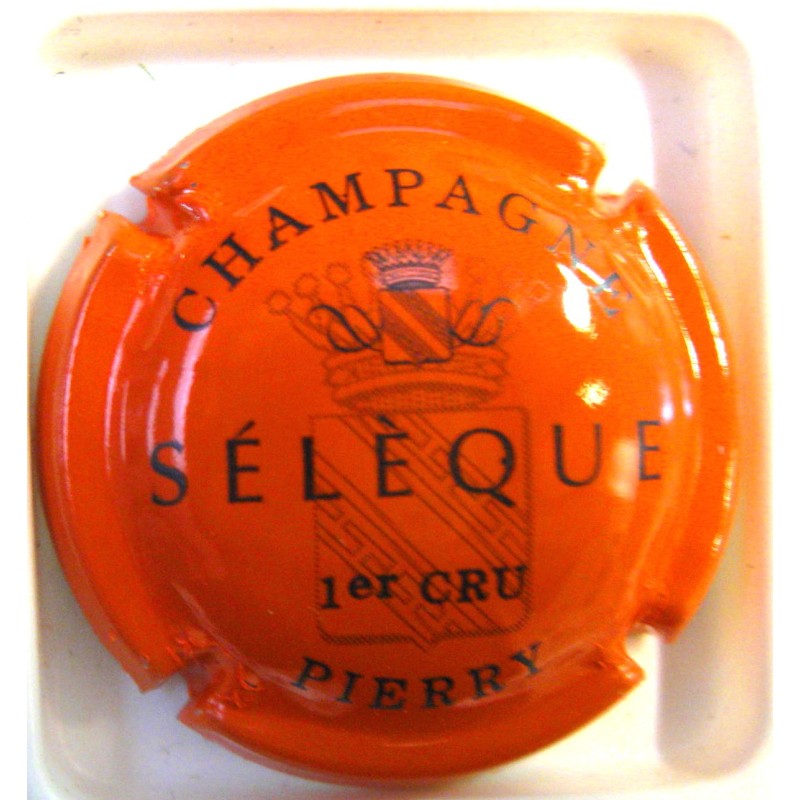 CHAMPAGNE
SÉLÈQUE
1er CRU
PIERRY